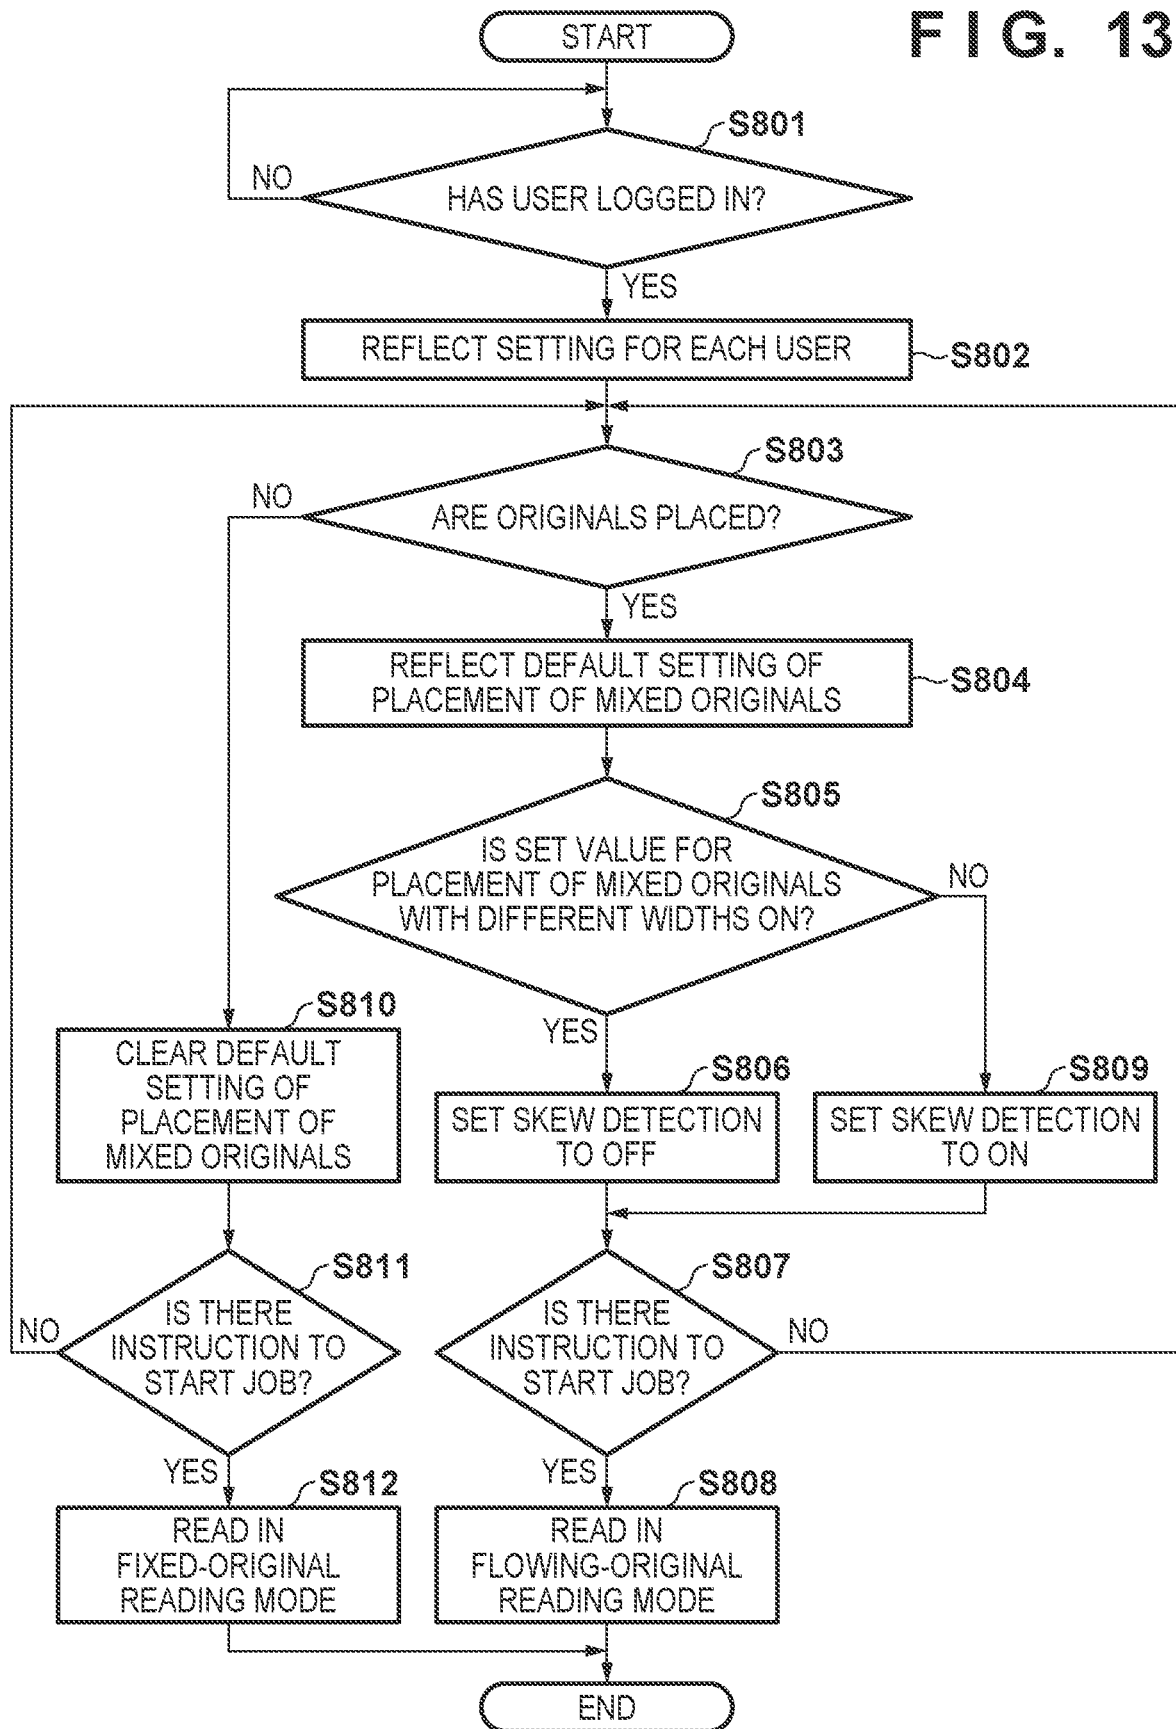 START
FIG. 13
S801
NO
HAS USER LOGGED IN?
YES
REFLECT SETTING FOR EACH USER
S802
S803
NO
ARE ORIGINALS PLACED?
YES
REFLECT DEFAULT SETTING OF
PLACEMENT OF MIXED ORIGINALS
S804
S805
IS SET VALUE FOR
PLACEMENT OF MIXED ORIGINALS
WITH DIFFERENT WIDTHS ON?
NO
YES
S810
CLEAR DEFAULT
SETTING OF
PLACEMENT OF
MIXED ORIGINALS
S806
SET SKEW DETECTION
TO OFF
S809
SET SKEW DETECTION
TO ON
S811
IS THERE
INSTRUCTION TO
START JOB?
NO
YES
S807
IS THERE
INSTRUCTION TO
START JOB?
NO
YES
S812
READ IN
FIXED-ORIGINAL
READING MODE
S808
READ IN
FLOWING-ORIGINAL
READING MODE
END